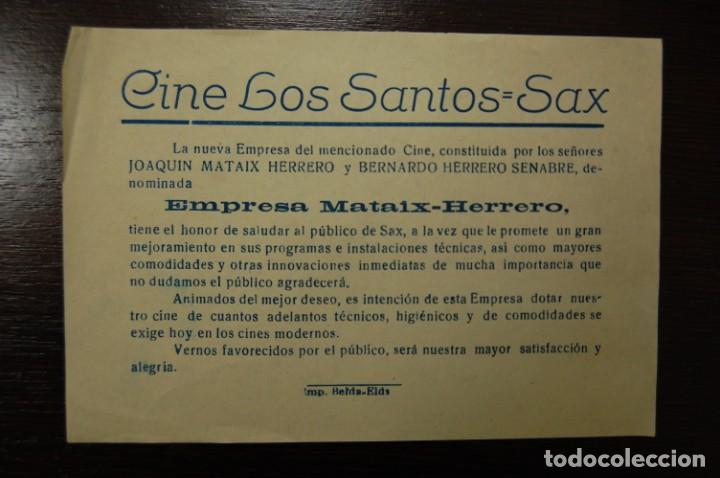 Cine Los Santos=Sax
La nueva Empresa del mencionado Cine, constituida por los señores
JOAQUIN MATAIX HERRERO y BERNARDO HERRERO SENABRE, de-
nominada
Empresa Mataix-Herrero,
tiene el honor de saludar al público de Sax, a la vez que le promete un gran
mejoramiento en sus programas e instalaciones técnicas, asi como mayores
comodidades y otras innovaciones inmediatas de mucha importancia que
no dudamos el público agradecerá.
Animados del mejor deseo, es intención de esta Empresa dotar nues-
tro cine de cuantos adelantos técnicos, higiénicos y de comodidades se
exige hoy en los cines modernos.
Vernos favorecidos por el público, será nuestra mayor satisfacción y
alegria.
Imp. Belda-Elda
todocoleccion